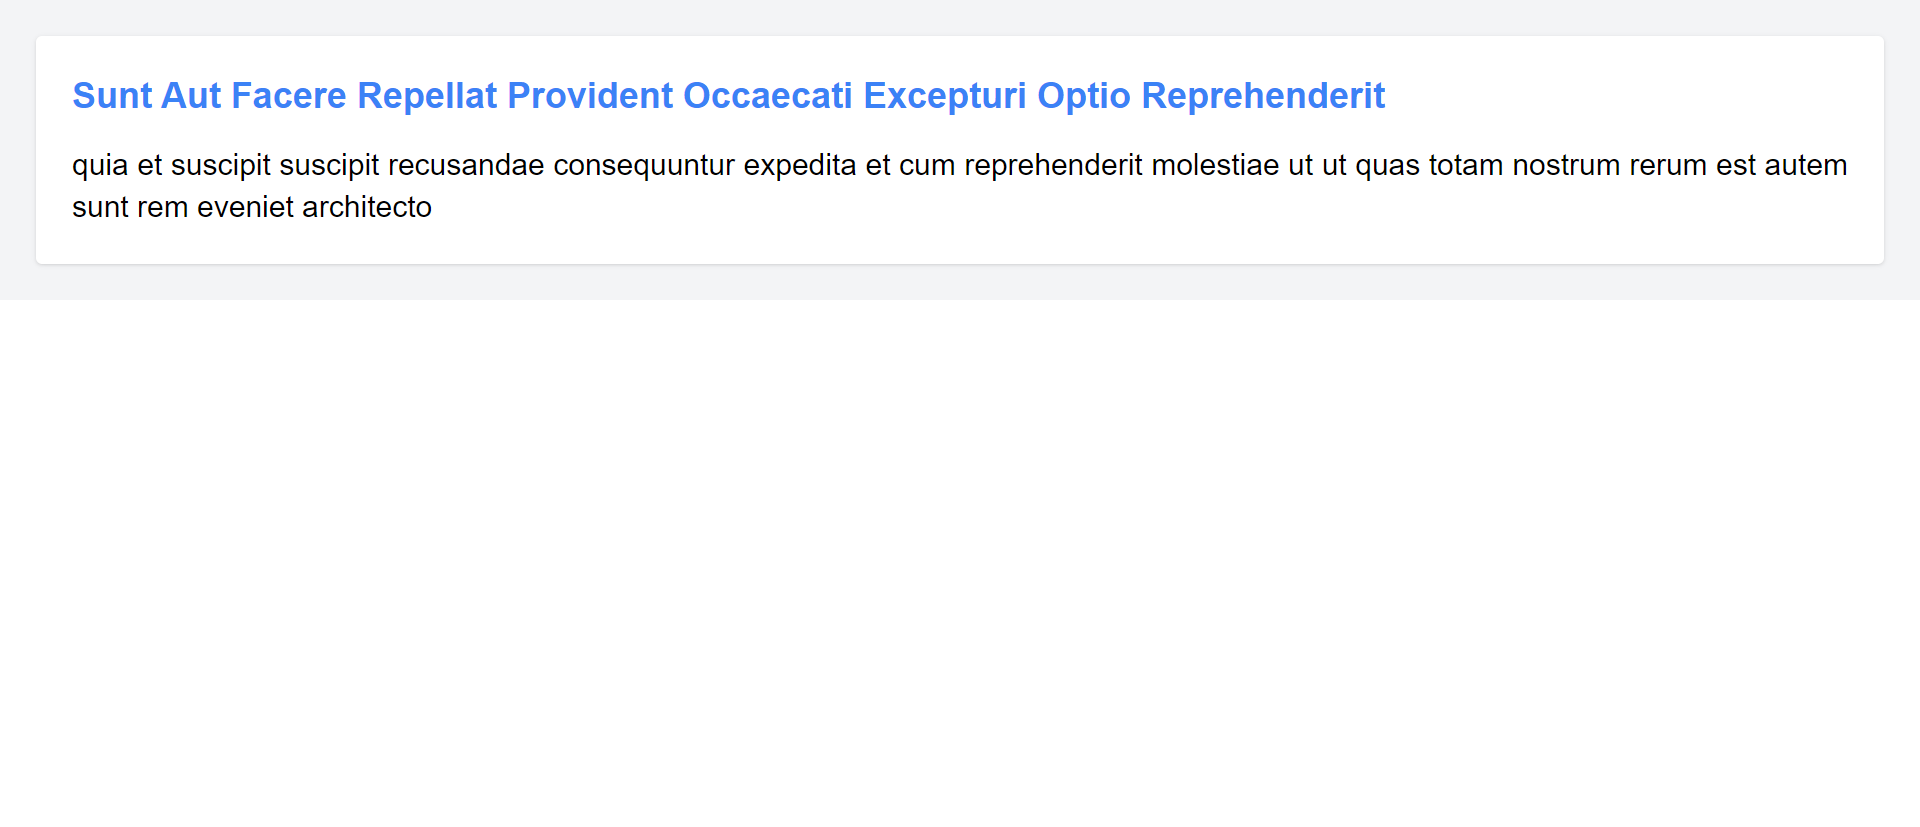 Sunt Aut Facere Repellat Provident Occaecati Excepturi Optio Reprehenderit
quia et suscipit suscipit recusandae consequuntur expedita et cum reprehenderit molestiae ut ut quas totam nostrum rerum est autem
sunt rem eveniet architecto